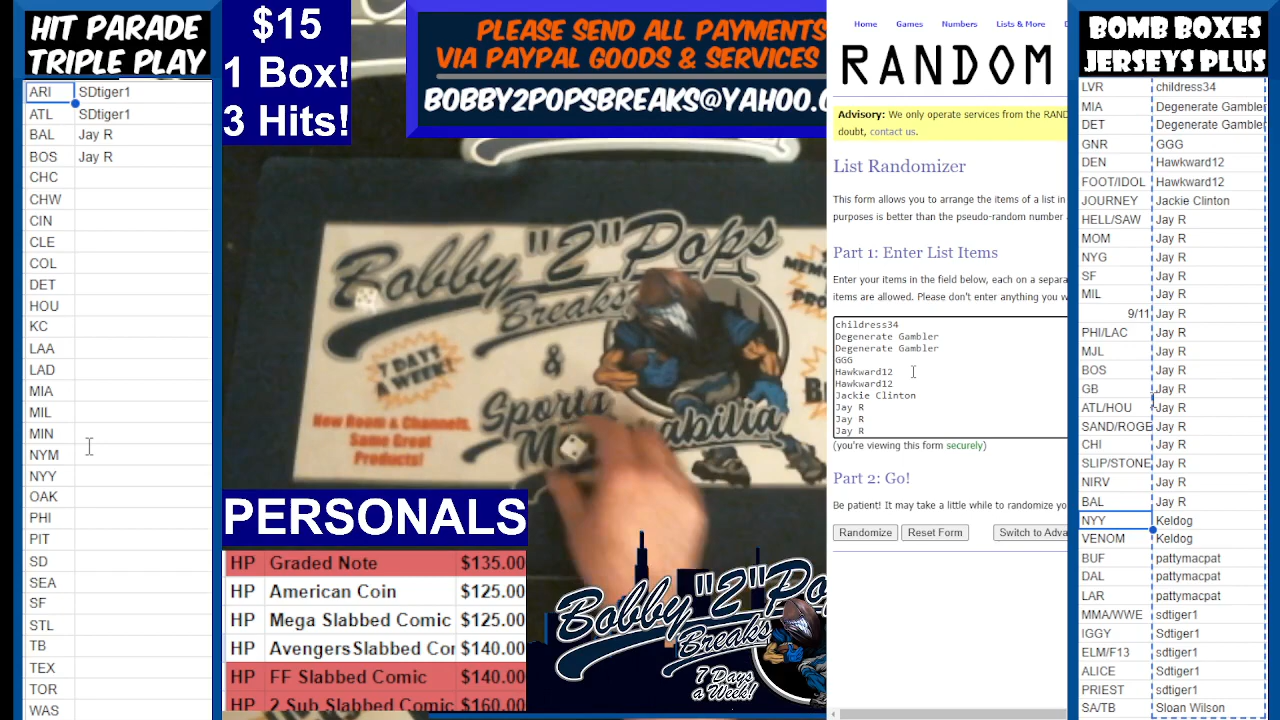 HIT PARADE
TRIPLE PLAY
ARI SDtiger1
ATL SDtiger1
BAL Jay R
BOS Jay R
CHC
CHW
CIN
CLE
COL
DET
HOU
KC
LAA
LAD
MIA
MIL
MIN
NYM
NYY
OAK
PHI
PIT
SD
SEA
SF
STL
TB
TEX
TOR
WAS
$15
1 Box!
3 Hits!
PLEASE SEND ALL PAYMENTS
VIA PAYPAL GOODS & SERVICES
BOBBY2POPSBREAKS@YAHOO.C
Bobby "2" Pops
Breaks
&
Sports
7 DAYS
A WEEK!
New Room & Channels,
Same Great
Products!
PERSONALS
HP Graded Note $135.00
HP American Coin $125.00
HP Mega Slabbed Comic $125.00
HP Avengers Slabbed Cor $140.00
HP FF Slabbed Comic $140.00
HP 2 Sub Slabbed Comic $160.00
Bobby "2" Po
Breaks
7 Days
a Week!
Home Games Numbers Lists & More
RANDOM
Advisory: We only operate services from the RAND
doubt, contact us.
List Randomizer
This form allows you to arrange the items of a list in
purposes is better than the pseudo-random number
Part 1: Enter List Items
Enter your items in the field below, each on a separa
items are allowed. Please don't enter anything you w
childress34
Degenerate Gambler
Degenerate Gambler
GGG
Hawkward12
Hawkward12
Jackie Clinton
Jay R
Jay R
Jay R
(you're viewing this form securely)
Part 2: Go!
Be patient! It may take a little while to randomize yo
Randomize Reset Form Switch to Adva
BOMB BOXES
JERSEYS PLUS
LVR childress34
MIA Degenerate Gambler
DET Degenerate Gambler
GNR GGG
DEN Hawkward12
FOOT/IDOL Hawkward12
JOURNEY Jackie Clinton
HELL/SAW Jay R
MOM Jay R
NYG Jay R
SF Jay R
MIL Jay R
9/11 Jay R
PHI/LAC Jay R
MJL Jay R
BOS Jay R
GB Jay R
ATL/HOU Jay R
SAND/ROGE Jay R
CHI Jay R
SLIP/STONE Jay R
NIRV Jay R
BAL Jay R
NYY Keldog
VENOM Keldog
BUF pattymacpat
DAL pattymacpat
LAR pattymacpat
MMA/WWE sdtiger1
IGGY Sdtiger1
ELM/F13 sdtiger1
ALICE Sdtiger1
PRIEST sdtiger1
SA/TB Sloan Wilson